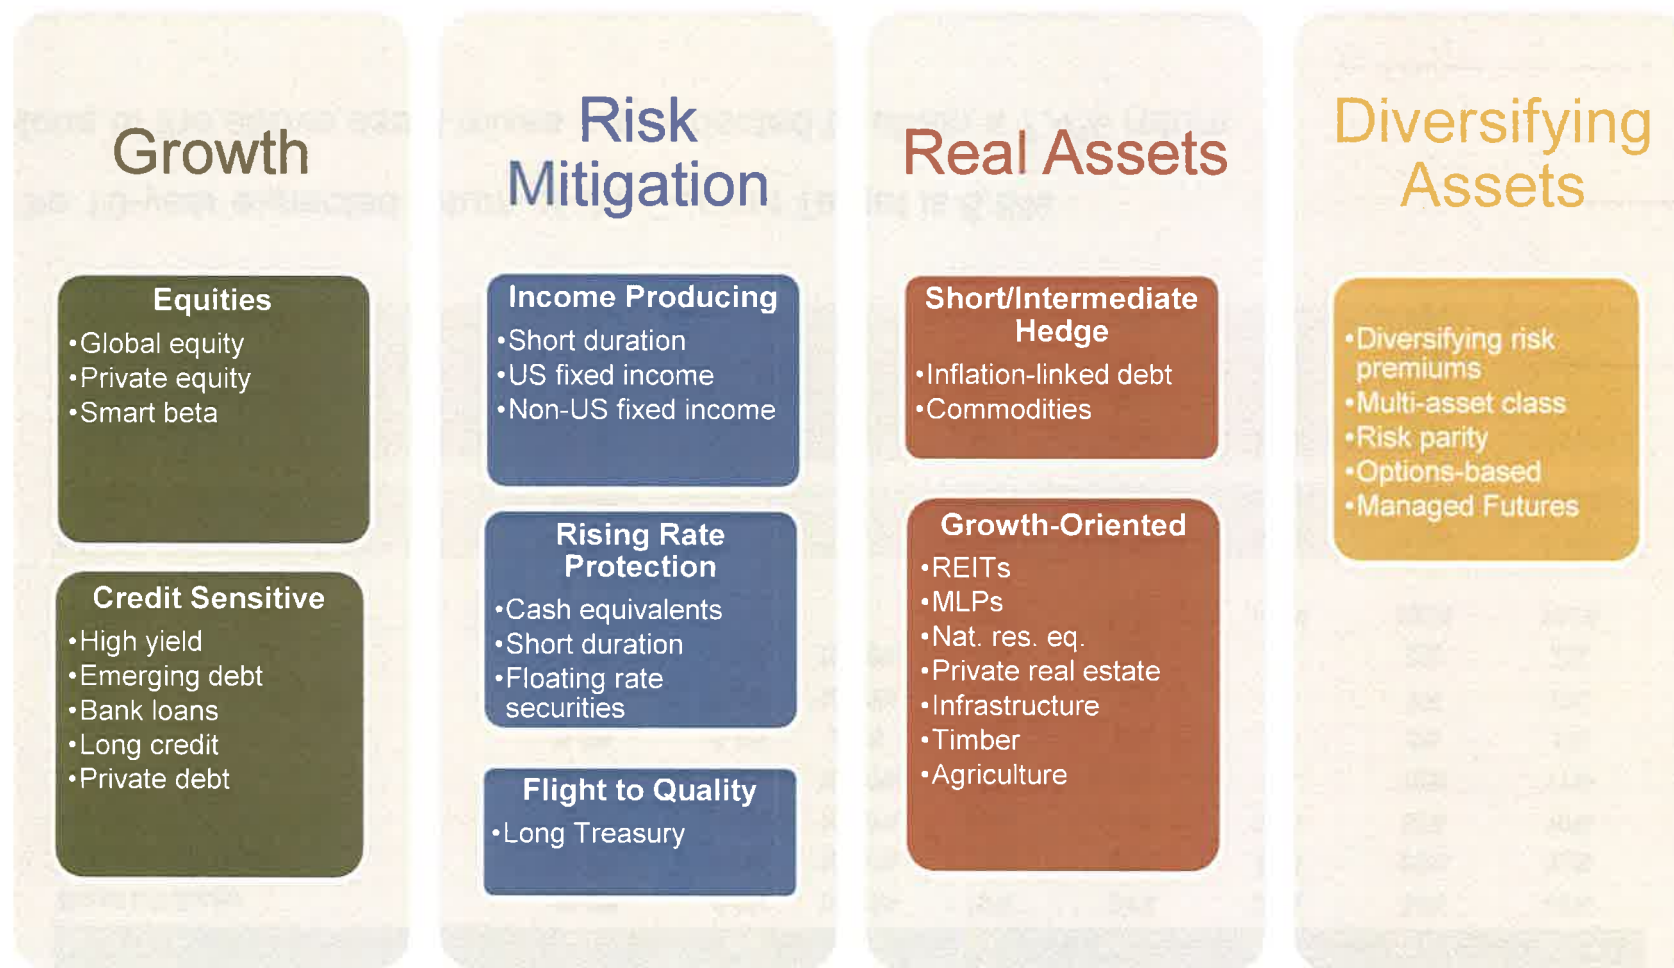 Growth
Equities
•Global equity
•Private equity
•Smart beta
Credit Sensitive
•High yield
•Emerging debt
•Bank loans
•Long credit
•Private debt
Risk
Mitigation
Income Producing
•Short duration
•US fixed income
•Non-US fixed income
Rising Rate
Protection
•Cash equivalents
•Short duration
•Floating rate
securities
Flight to Quality
•Long Treasury
Real Assets
Short/Intermediate
Hedge
•Inflation-linked debt
•Commodities
Growth-Oriented
•REITs
•MLPs
•Nat. res. eq.
•Private real estate
•Infrastructure
•Timber
•Agriculture
Diversifying
Assets
•Diversifying risk
premiums
•Multi-asset class
•Risk parity
•Options-based
•Managed Futures